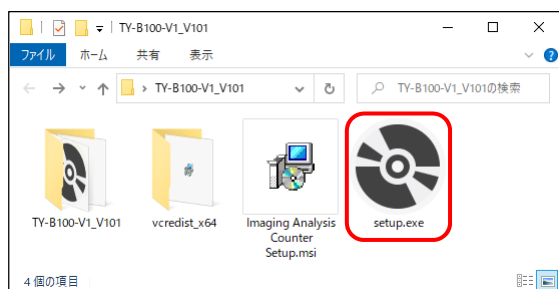 TY-B100-V1_V101
ファイル ホーム 共有 表示
TY-B100-V1_V101 TY-B100-V1_V101の検索
TY-B100-V1_V101 vcredist_x64 Imaging Analysis Counter Setup.msi setup.exe
4 個の項目